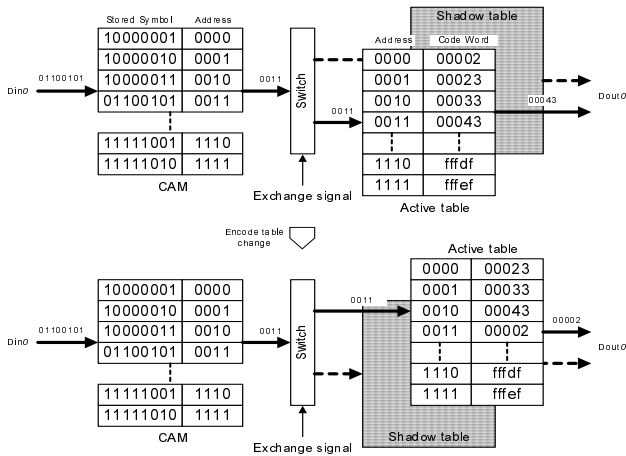 Shadow table
Stored Symbol Address
Address Code Word
10000001 0000
10000010 0001
10000011 0010
01100101 0011
11111001 1110
11111010 1111
CAM
Din0
01100101
0011
Switch
Exchange signal
0011
0000 00002
0001 00023
0010 00033
0011 00043
1110 fffdf
1111 fffef
Active table
00043
Dout0
Encode table
change
Active table
10000001 0000
10000010 0001
10000011 0010
01100101 0011
11111001 1110
11111010 1111
CAM
Din0
01100101
0011
Switch
Exchange signal
0011
0000 00023
0001 00033
0010 00043
0011 00002
1110 fffdf
1111 fffef
Shadow table
00002
Dout0